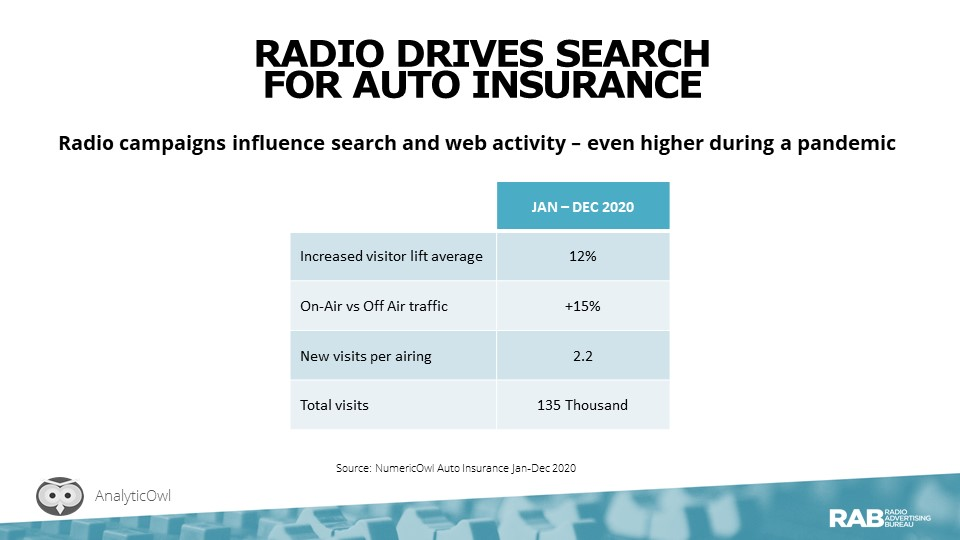 RADIO DRIVES SEARCH
FOR AUTO INSURANCE
Radio campaigns influence search and web activity – even higher during a pandemic
JAN – DEC 2020
Increased visitor lift average 12%
On-Air vs Off Air traffic +15%
New visits per airing 2.2
Total visits 135 Thousand
Source: NumericOwl Auto Insurance Jan-Dec 2020
AnalyticOwl
RAB RADIO
ADVERTISING
BUREAU